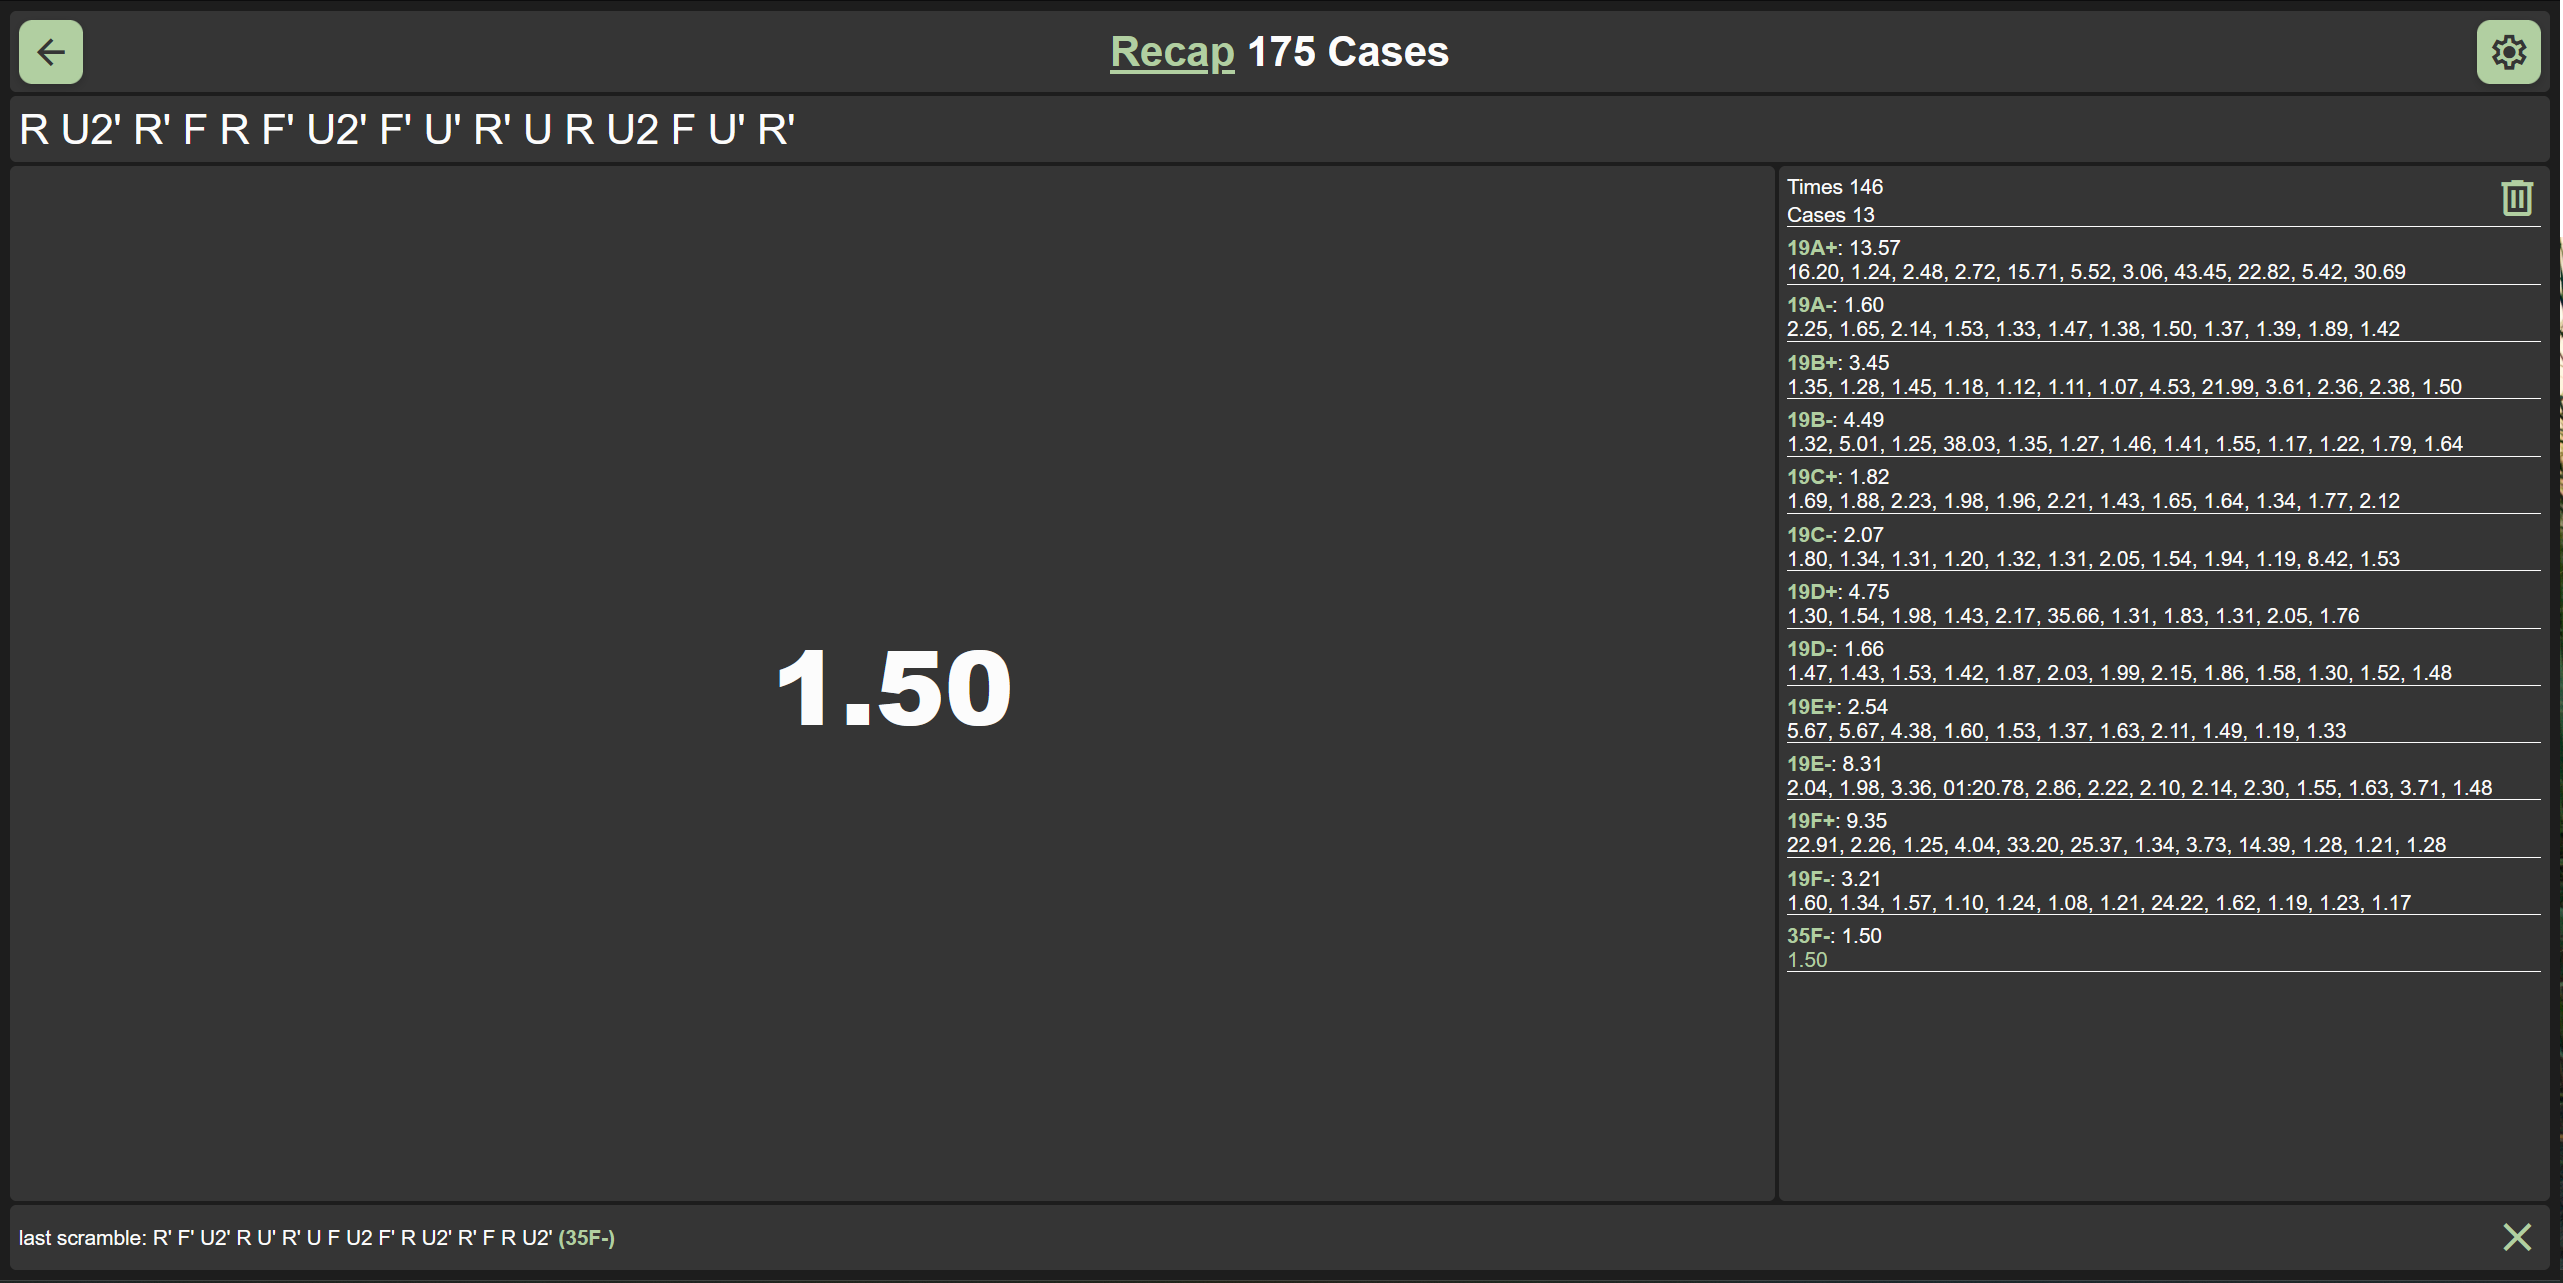 Recap 175 Cases
R U2' R' F R F' U2' F' U' R' U R U2 F U' R'
1.50
Times 146
Cases 13
19A+: 13.57
16.20, 1.24, 2.48, 2.72, 15.71, 5.52, 3.06, 43.45, 22.82, 5.42, 30.69
19A-: 1.60
2.25, 1.65, 2.14, 1.53, 1.33, 1.47, 1.38, 1.50, 1.37, 1.39, 1.89, 1.42
19B+: 3.45
1.35, 1.28, 1.45, 1.18, 1.12, 1.11, 1.07, 4.53, 21.99, 3.61, 2.36, 2.38, 1.50
19B-: 4.49
1.32, 5.01, 1.25, 38.03, 1.35, 1.27, 1.46, 1.41, 1.55, 1.17, 1.22, 1.79, 1.64
19C+: 1.82
1.69, 1.88, 2.23, 1.98, 1.96, 2.21, 1.43, 1.65, 1.64, 1.34, 1.77, 2.12
19C-: 2.07
1.80, 1.34, 1.31, 1.20, 1.32, 1.31, 2.05, 1.54, 1.94, 1.19, 8.42, 1.53
19D+: 4.75
1.30, 1.54, 1.98, 1.43, 2.17, 35.66, 1.31, 1.83, 1.31, 2.05, 1.76
19D-: 1.66
1.47, 1.43, 1.53, 1.42, 1.87, 2.03, 1.99, 2.15, 1.86, 1.58, 1.30, 1.52, 1.48
19E+: 2.54
5.67, 5.67, 4.38, 1.60, 1.53, 1.37, 1.63, 2.11, 1.49, 1.19, 1.33
19E-: 8.31
2.04, 1.98, 3.36, 01:20.78, 2.86, 2.22, 2.10, 2.14, 2.30, 1.55, 1.63, 3.71, 1.48
19F+: 9.35
22.91, 2.26, 1.25, 4.04, 33.20, 25.37, 1.34, 3.73, 14.39, 1.28, 1.21, 1.28
19F-: 3.21
1.60, 1.34, 1.57, 1.10, 1.24, 1.08, 1.21, 24.22, 1.62, 1.19, 1.23, 1.17
35F-: 1.50
1.50
last scramble: R' F' U2' R U' R' U F U2 F' R U2' R' F R U2' (35F-)